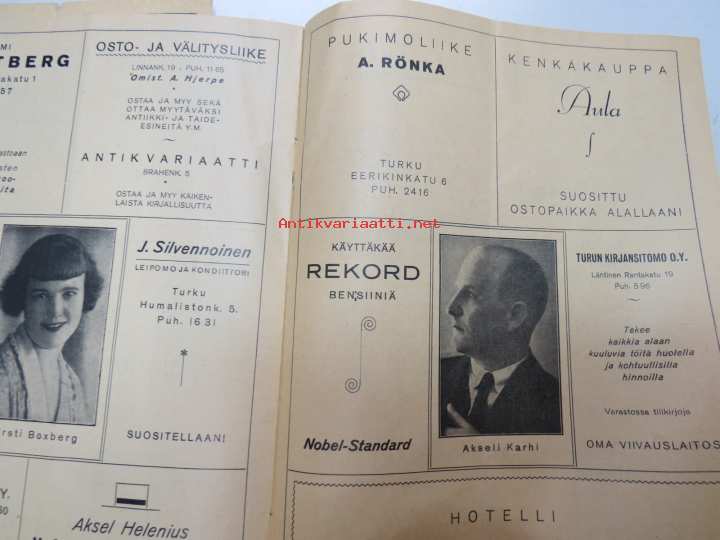 MI
TBERG
akatu 1
57
OSTO- JA VÄLITYSLIIKE
LINNANK. 19 - PUH. 11-65
Omist. A. Hjerpe
OSTAA JA MYY SEKÄ
OTTAA MYYTÄVÄKSI
ANTIIKKI- JA TAIDE-
ESINEITÄ Y.M.
ANTIKVARIAATTI
BRAHENK. 5
OSTAA JA MYY KAIKEN-
LAISTA KIRJALLISUUTTA
J. Silvennoinen
LEIPOMO JA KONDIITTORI
Turku
Humalistonk. 5.
Puh. 1631
SUOSITELLAAN!
rsti Boxberg
Y.
Aksel Helenius
PUKIMOLIIKE
A. RÖNKA
TURKU
EERIKINKATU 6
PUH. 2416
KENKÄKAUPPA
Aula
SUOSITTU
OSTOPAIKKA ALALLAAN!
Antikvariaatti.net
KÄYTTÄKÄÄ
REKORD
BENSIINIÄ
Nobel-Standard
Akseli Karhi
TURUN KIRJANSITOMO O.Y.
Läntinen Rantakatu 19
Puh. 596
Tekee
kaikkia alaan
kuuluvia töitä huolella
ja kohtuullisilla
hinnoilla
Varastossa tilikirjoja
OMA VIIVAUSLAITOS
HOTELLI